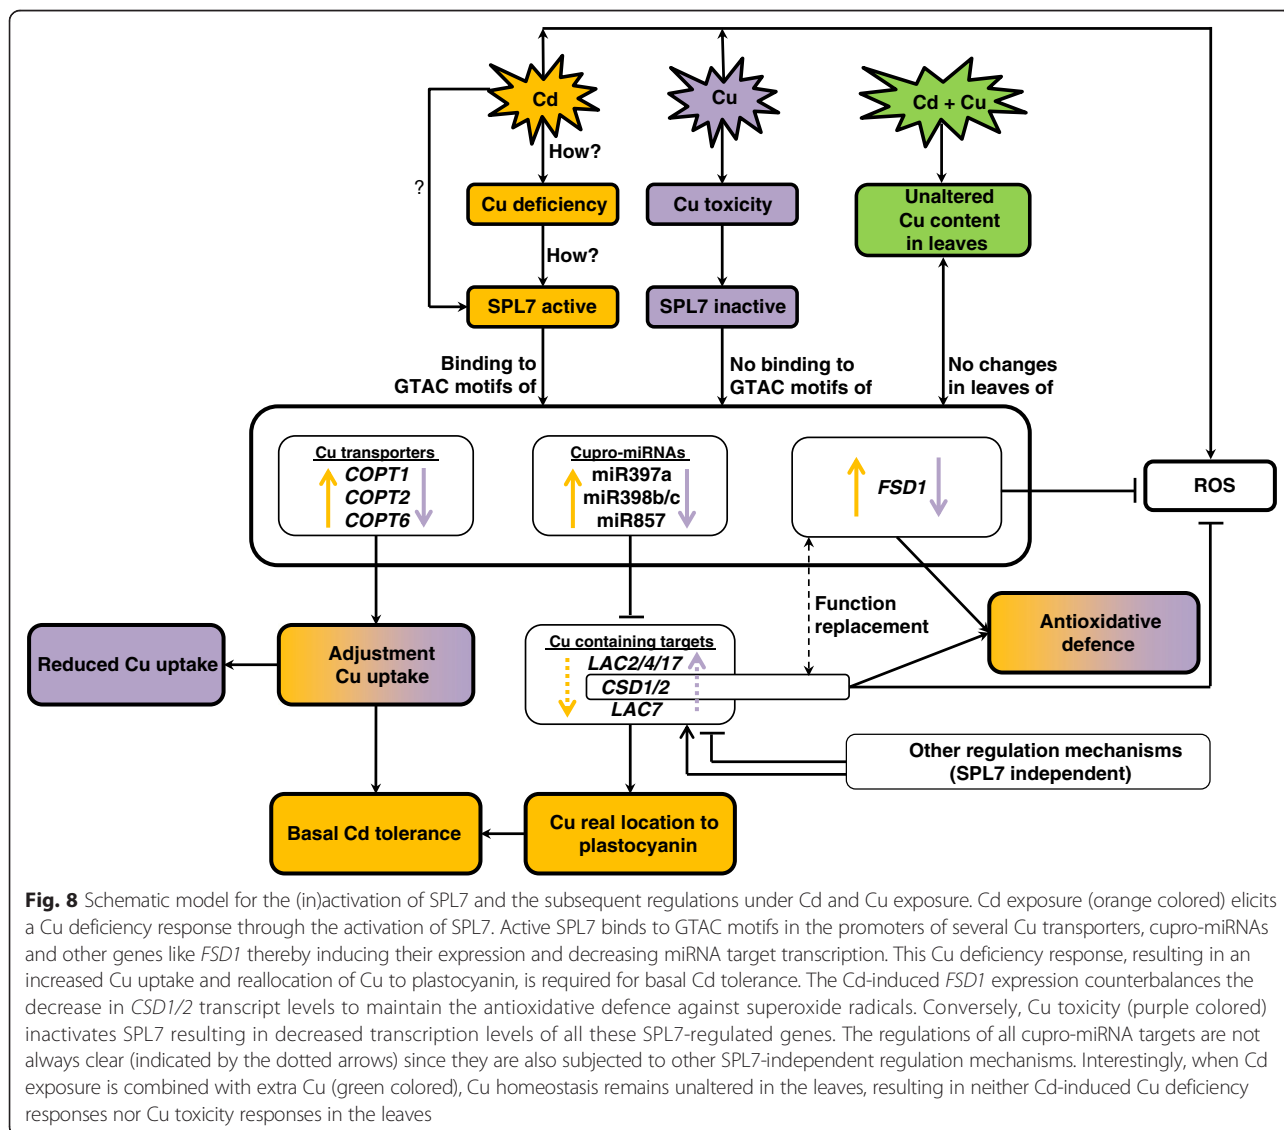 Cd
Cu
Cd + Cu
How?
?
Cu deficiency
Cu toxicity
Unaltered
Cu content
in leaves
How?
SPL7 active
SPL7 inactive
Binding to
GTAC motifs of
No binding to
GTAC motifs of
No changes
in leaves of
Cu transporters
COPT1
COPT2
COPT6
Cupro-miRNAs
miR397a
miR398b/c
miR857
FSD1
ROS
Function
replacement
Antioxidative
defence
Reduced Cu uptake
Adjustment
Cu uptake
Cu containing targets
LAC2/4/17
CSD1/2
LAC7
Other regulation mechanisms
(SPL7 independent)
Basal Cd tolerance
Cu real location to
plastocyanin
Fig. 8 Schematic model for the (in)activation of SPL7 and the subsequent regulations under Cd and Cu exposure. Cd exposure (orange colored) elicits
a Cu deficiency response through the activation of SPL7. Active SPL7 binds to GTAC motifs in the promoters of several Cu transporters, cupro-miRNAs
and other genes like FSD1 thereby inducing their expression and decreasing miRNA target transcription. This Cu deficiency response, resulting in an
increased Cu uptake and reallocation of Cu to plastocyanin, is required for basal Cd tolerance. The Cd-induced FSD1 expression counterbalances the
decrease in CSD1/2 transcript levels to maintain the antioxidative defence against superoxide radicals. Conversely, Cu toxicity (purple colored)
inactivates SPL7 resulting in decreased transcription levels of all these SPL7-regulated genes. The regulations of all cupro-miRNA targets are not
always clear (indicated by the dotted arrows) since they are also subjected to other SPL7-independent regulation mechanisms. Interestingly, when Cd
exposure is combined with extra Cu (green colored), Cu homeostasis remains unaltered in the leaves, resulting in neither Cd-induced Cu deficiency
responses nor Cu toxicity responses in the leaves